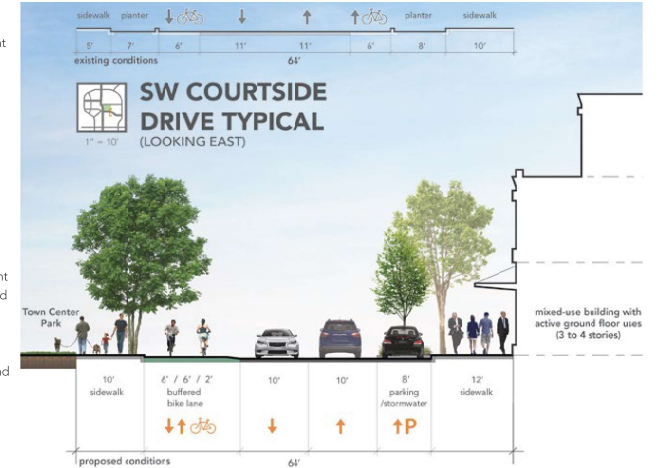 sidewalk planter planter sidewalk
5' 7' 6' 11' 11' 6' 8' 10'
existing conditions 64'
SW COURTSIDE
DRIVE TYPICAL
1" = 10' (LOOKING EAST)
Town Center
Park
mixed-use building with
active ground floor uses
(3 to 4 stories)
10'
sidewalk
6' / 6' / 2'
buffered
bike lane
10'
10'
8'
parking
/stormwater
P
12'
sidewalk
proposed conditions 64'